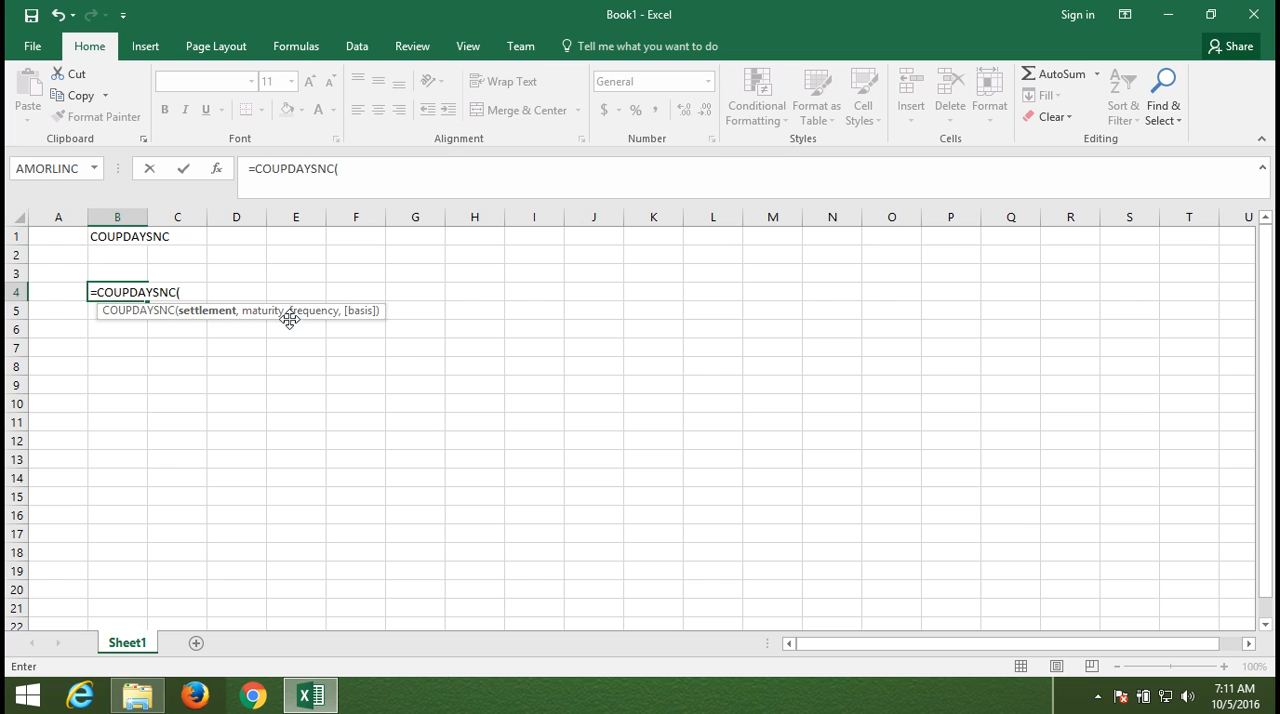 Book1 - Excel
Sign in
File Home Insert Page Layout Formulas Data Review View Team Tell me what you want to do Share
Paste Cut Copy Format Painter
11
General
Wrap Text
Merge & Center
Conditional Formatting Format as Table Cell Styles
Insert Delete Format
AutoSum
Fill
Clear
Sort & Filter Find & Select
Clipboard Font Alignment Number Styles Cells Editing
AMORLINC =COUPDAYSNC(
A B C D E F G H I J K L M N O P Q R S T U
1 COUPDAYSNC
2
3
4 =COUPDAYSNC(
5 COUPDAYSNC(settlement, maturity, frequency, [basis])
6
7
8
9
10
11
12
13
14
15
16
17
18
19
20
21
22
Sheet1
Enter 100%
7:11 AM
10/5/2016